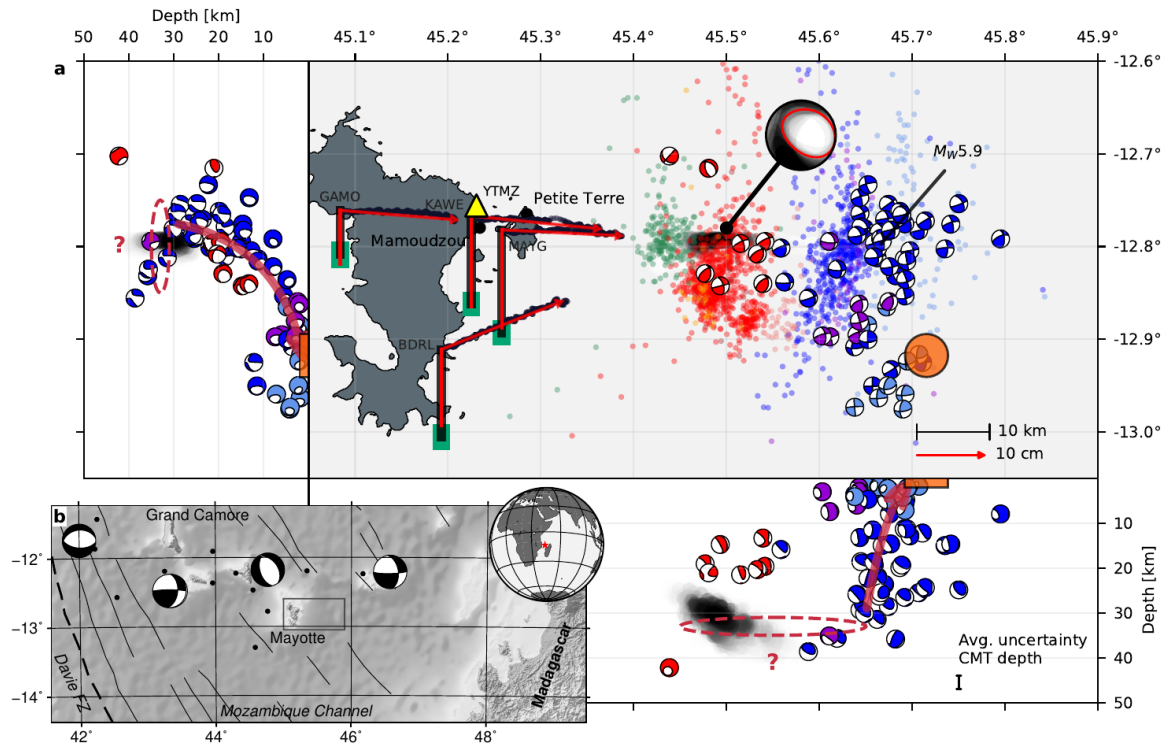 Depth [km]
50 40 30 20 10 45.1° 45.2° 45.3° 45.4° 45.5° 45.6° 45.7° 45.8° 45.9°
a
-12.6°
-12.7°
-12.8°
-12.9°
-13.0°
Mw5.9
GAMO
KAWE
YTMZ
Petite Terre
Mamoudzou
MAYG
BDRL
?
10 km
10 cm
b
Grand Camore
Mayotte
Davie FZ
Mozambique Channel
Madagascar
−12°
−13°
−14°
42° 44° 46° 48°
10
20
30
40
50
Depth [km]
?
Avg. uncertainty
CMT depth